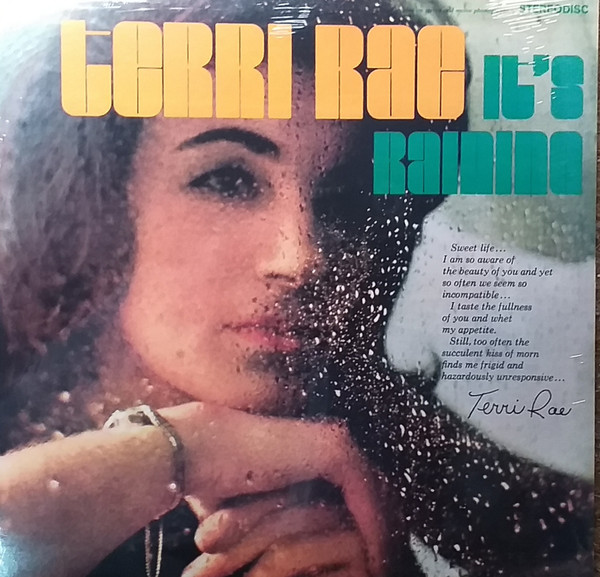 STEREODISC
terri rae it's
raining
Sweet life...
I am so aware of
the beauty of you and yet
so often we seem so
incompatible...
I taste the fullness
of you and whet
my appetite.
Still, too often the
succulent kiss of morn
finds me frigid and
hazardously unresponsive...
Terri Rae